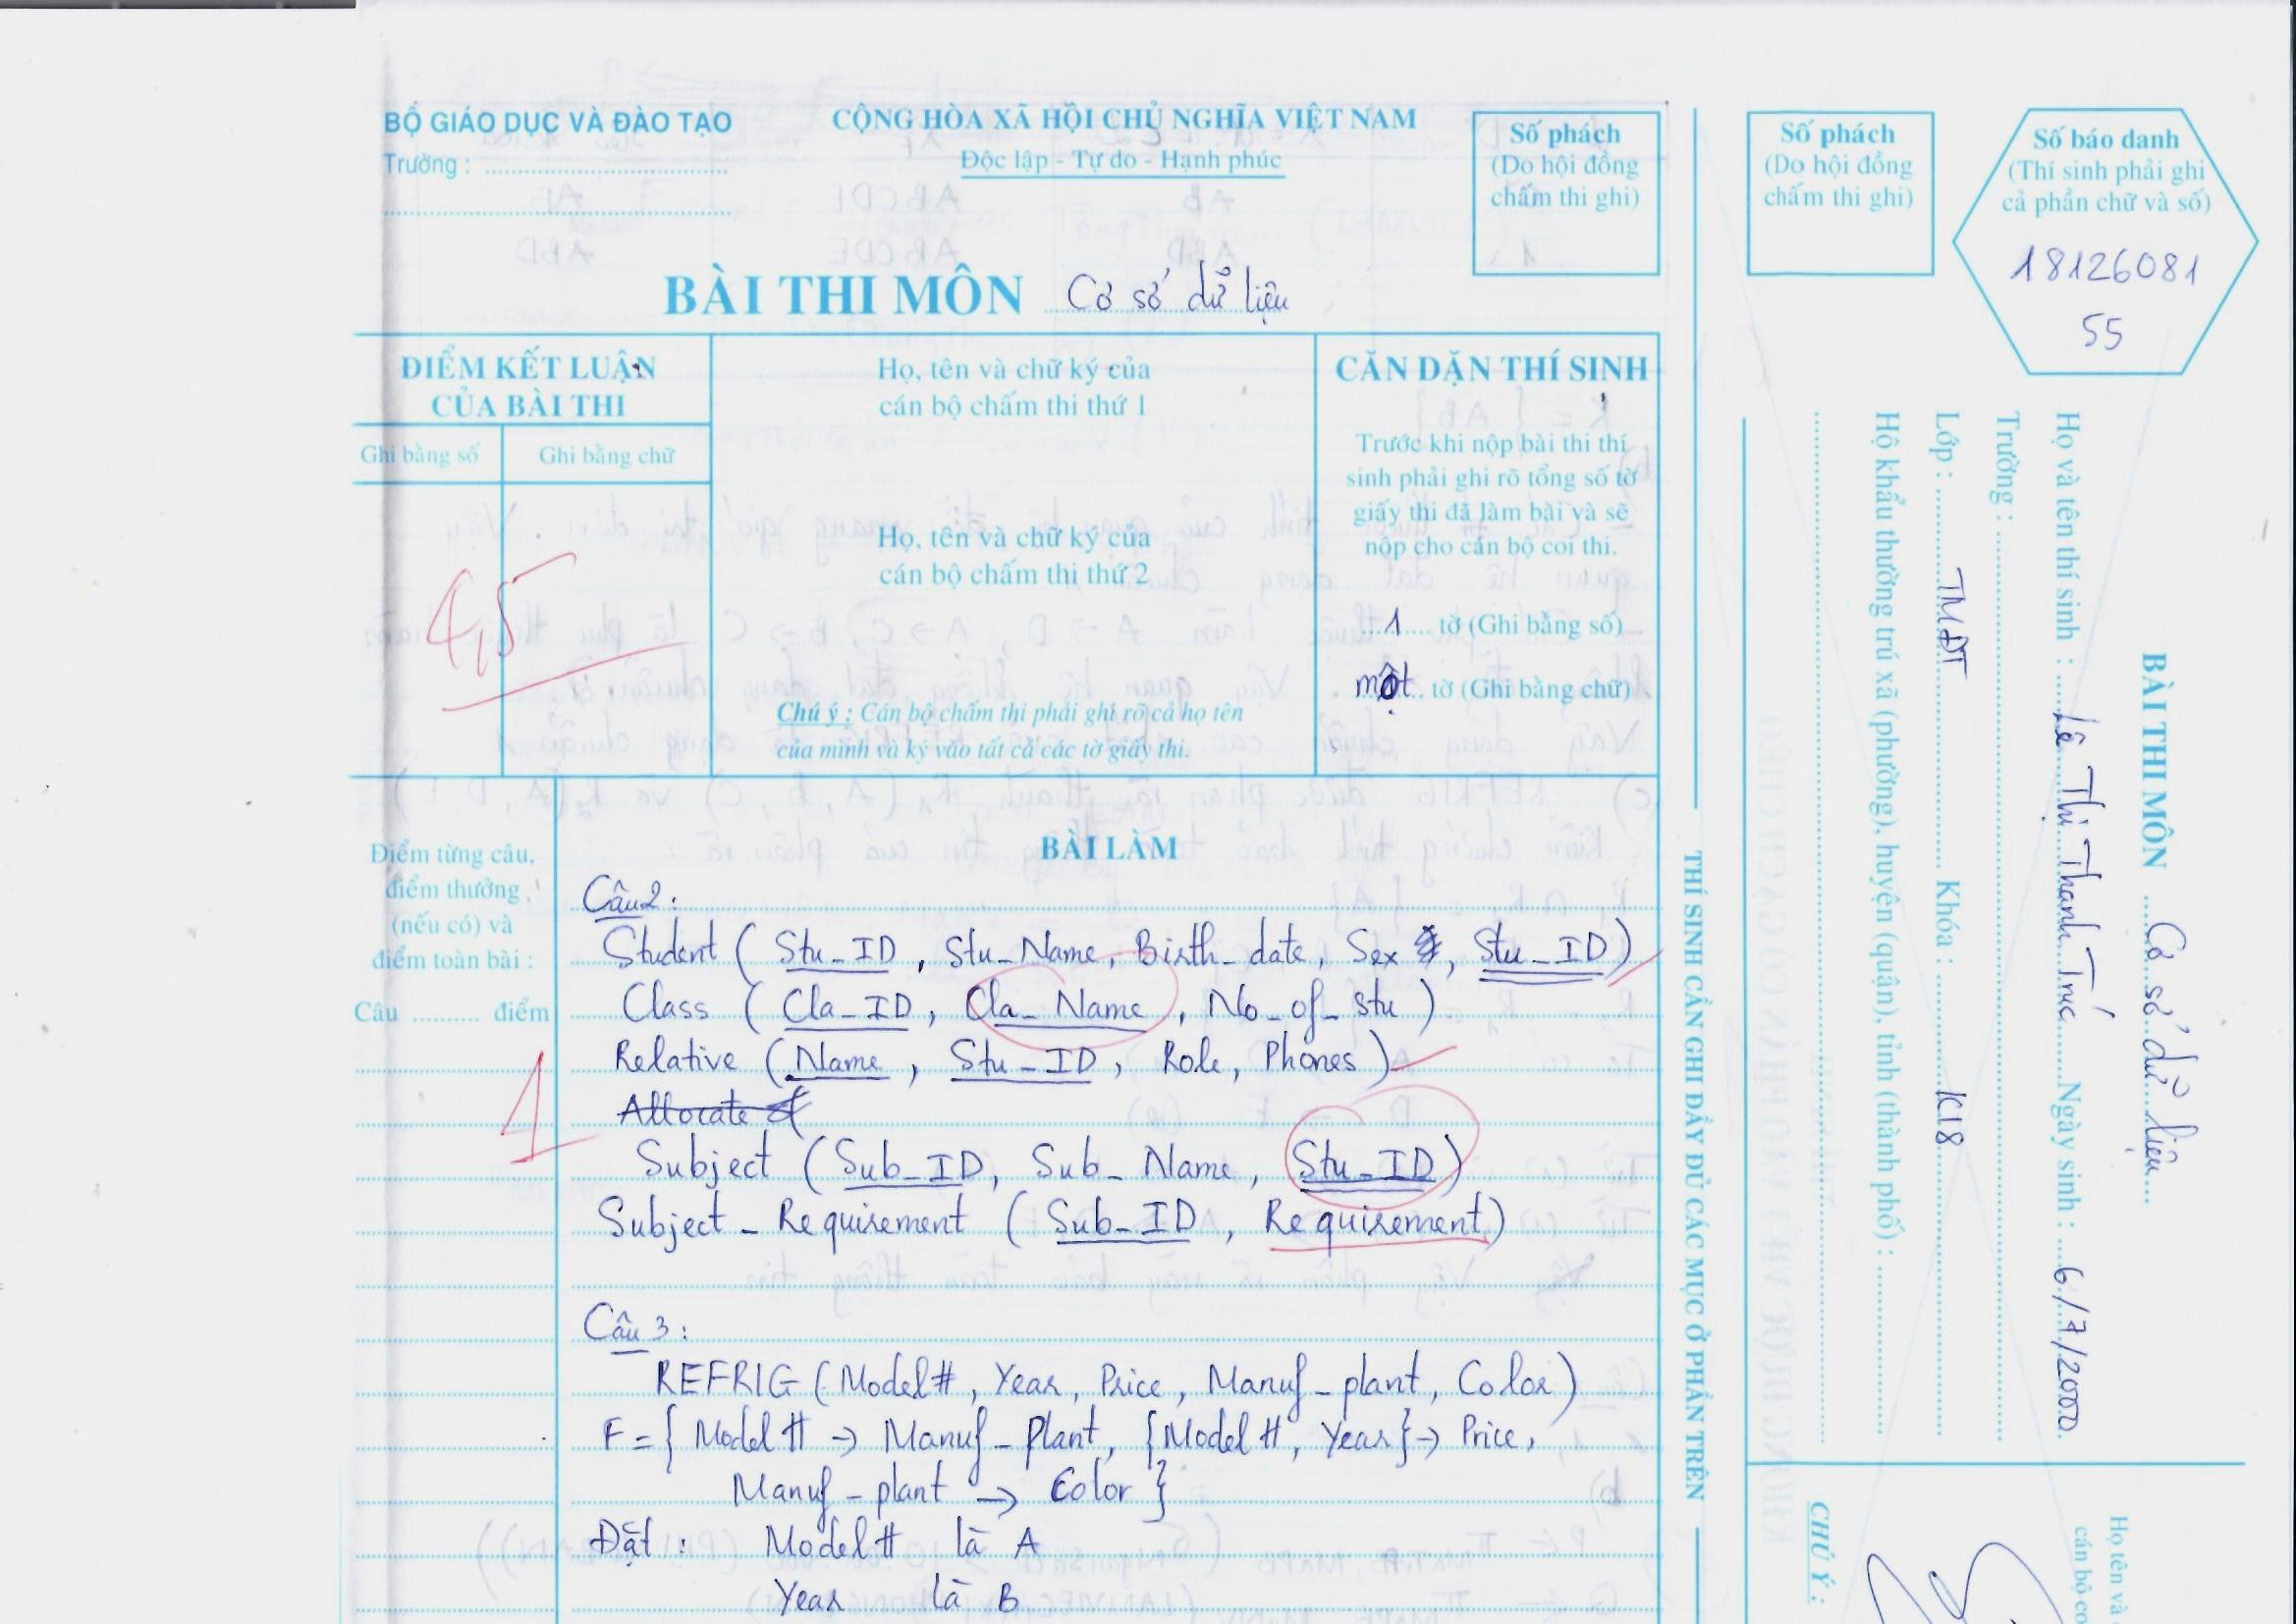 BỘ GIÁO DỤC VÀ ĐÀO TẠO
Trường :
CỘNG HÒA XÃ HỘI CHỦ NGHĨA VIỆT NAM
Độc lập - Tự do - Hạnh phúc
Số phách
(Do hội đồng
chấm thi ghi)
BÀI THI MÔN Cơ sở dữ liệu
ĐIỂM KẾT LUẬN
CỦA BÀI THI
Ghi bằng số
Ghi bằng chữ
4,5
Họ, tên và chữ ký của
cán bộ chấm thi thứ 1
Họ, tên và chữ ký của
cán bộ chấm thi thứ 2
Chú ý : Cán bộ chấm thi phải ghi rõ cả họ tên
của mình và ký vào tất cả các tờ giấy thi.
CĂN DẶN THÍ SINH
Trước khi nộp bài thi thí
sinh phải ghi rõ tổng số tờ
giấy thi đã làm bài và sẽ
nộp cho cán bộ coi thi.
1 tờ (Ghi bằng số)
một tờ (Ghi bằng chữ)
Điểm từng câu,
điểm thưởng
(nếu có) và
điểm toàn bài :
Câu .......... điểm
1
BÀI LÀM
Câu 2 :
Student ( Stu_ID , Stu_Name, Birth_date, Sex , Stu_ID )
Class ( Cla_ID , Cla_Name , No_of_stu )
Relative ( Name , Stu_ID , Role, Phones )
Allocate
Subject ( Sub_ID, Sub_Name, Stu_ID )
Subject_Requirement ( Sub_ID , Requirement )
Câu 3 :
REFRIG ( Model# , Year , Price , Manuf_plant, Color )
F = { Model # -> Manuf_Plant, { Model #, Year } -> Price,
Manuf_plant -> Color }
Đặt : Model # là A
Year là B
THÍ SINH CẦN GHI ĐẦY ĐỦ CÁC MỤC Ở PHẦN TRÊN
Số phách
(Do hội đồng
chấm thi ghi)
Số báo danh
(Thí sinh phải ghi
cả phần chữ và số)
18126081
55
BÀI THI MÔN Cơ sở dữ liệu
Họ và tên thí sinh : Lê Thị Thanh Trúc Ngày sinh : 6/7/2000
Trường :
Lớp : TMĐT Khóa : K18
Hộ khẩu thường trú xã (phường), huyện (quận), tỉnh (thành phố) :
Họ tên và
cán bộ co
CHÚ Ý :